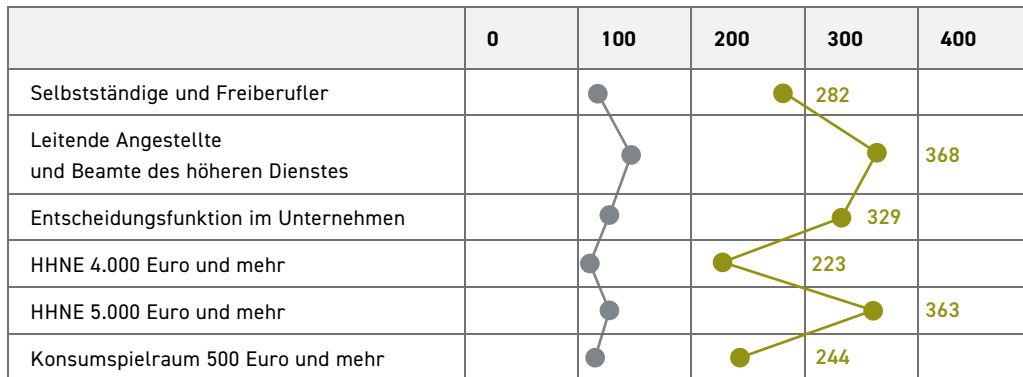 0 100 200 300 400
Selbstständige und Freiberufler 282
Leitende Angestellte
und Beamte des höheren Dienstes 368
Entscheidungsfunktion im Unternehmen 329
HHNE 4.000 Euro und mehr 223
HHNE 5.000 Euro und mehr 363
Konsumspielraum 500 Euro und mehr 244